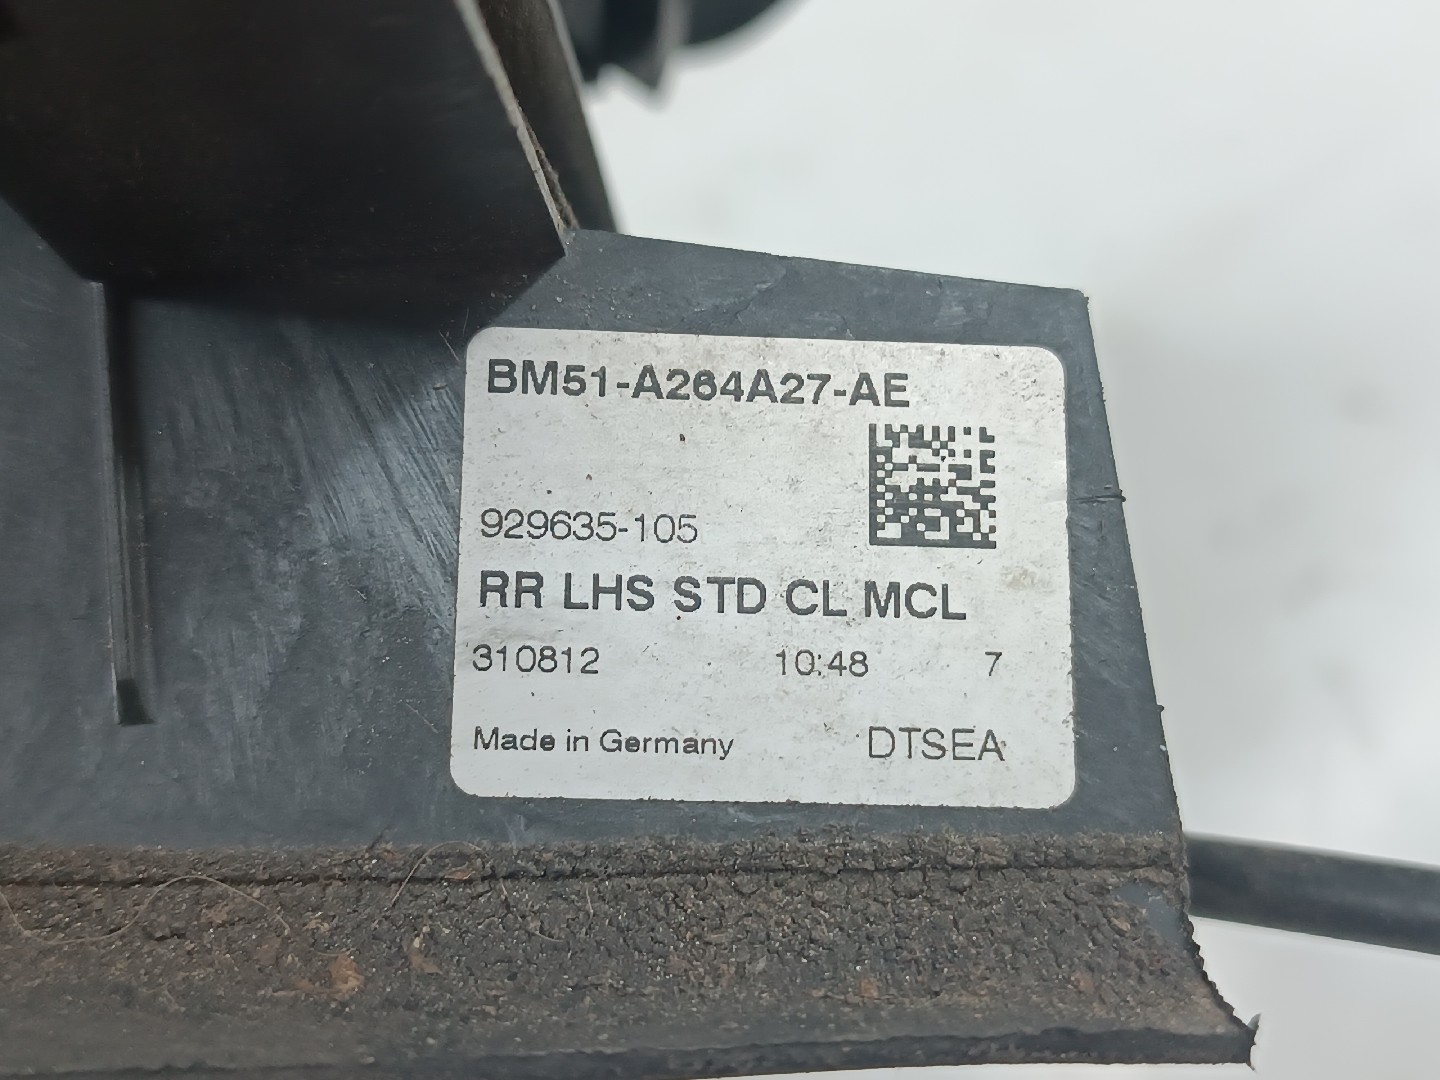 BM51-A264A27-AE
929635-105
RR LHS STD CL MCL
310812 10:48 7
Made in Germany DTSEA